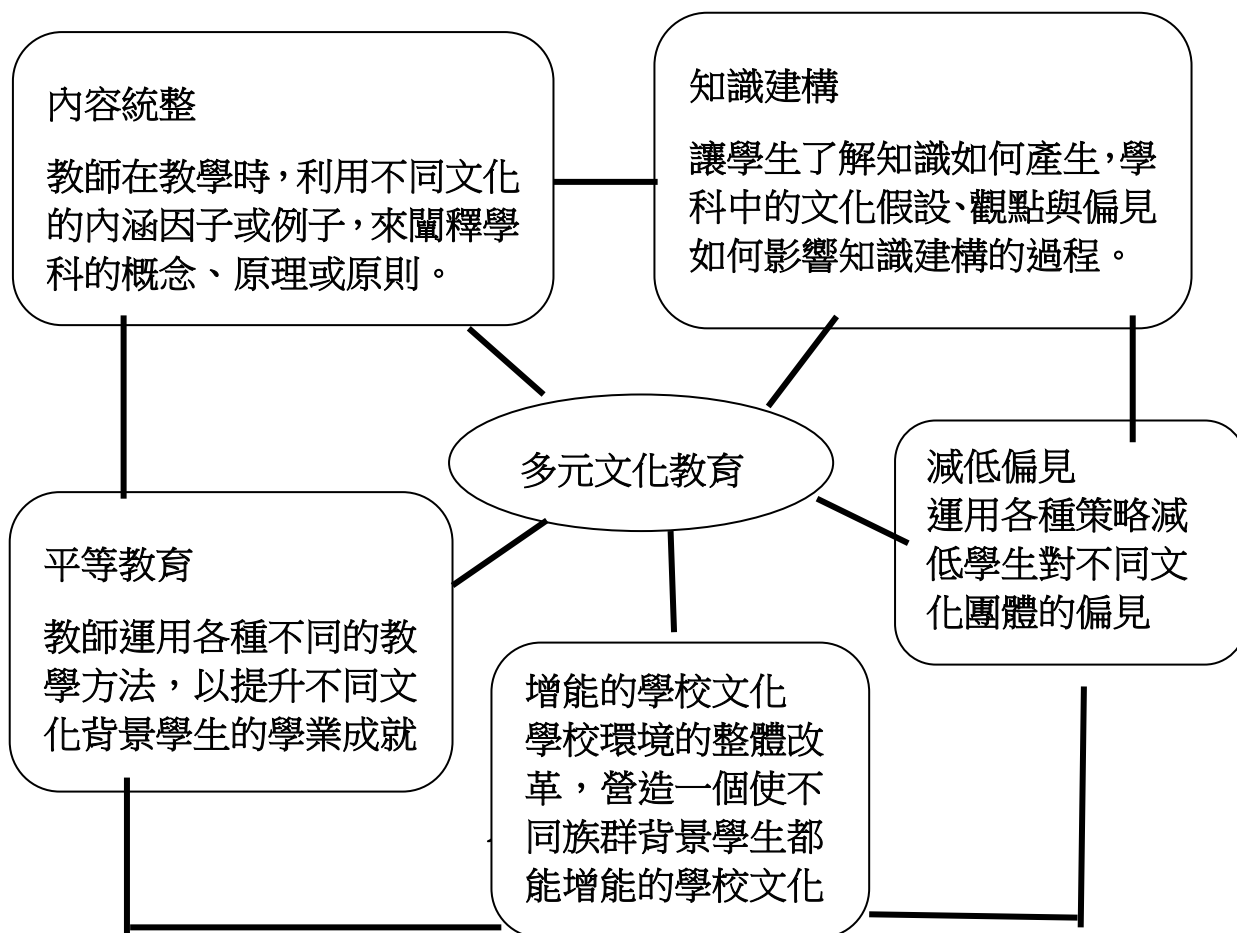 內容統整
教師在教學時，利用不同文化
的內涵因子或例子，來闡釋學
科的概念、原理或原則。
知識建構
讓學生了解知識如何產生，學
科中的文化假設、觀點與偏見
如何影響知識建構的過程。
多元文化教育
減低偏見
運用各種策略減
低學生對不同文
化團體的偏見
平等教育
教師運用各種不同的教
學方法，以提升不同文
化背景學生的學業成就
增能的學校文化
學校環境的整體改
革，營造一個使不
同族群背景學生都
能增能的學校文化